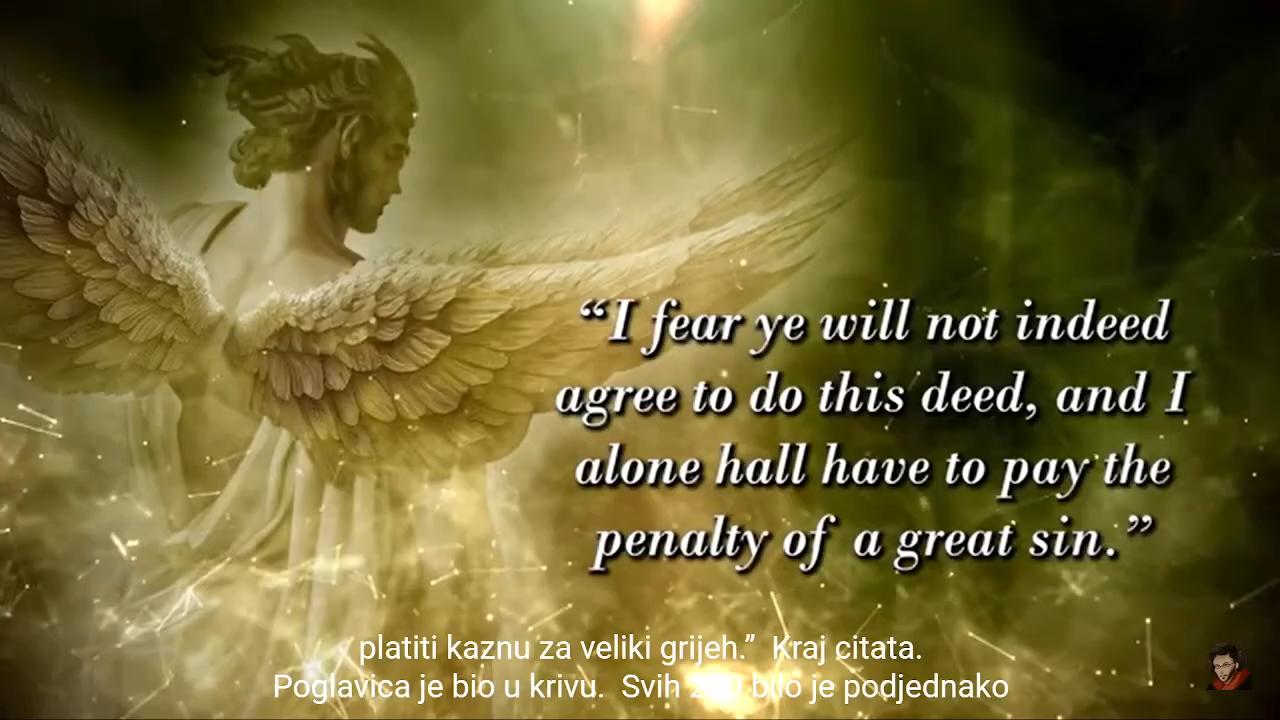 “I fear ye will not indeed
agree to do this deed, and I
alone hall have to pay the
penalty of a great sin.”
platiti kaznu za veliki grijeh.” Kraj citata.
Poglavica je bio u krivu. Svih bilo je podjednako